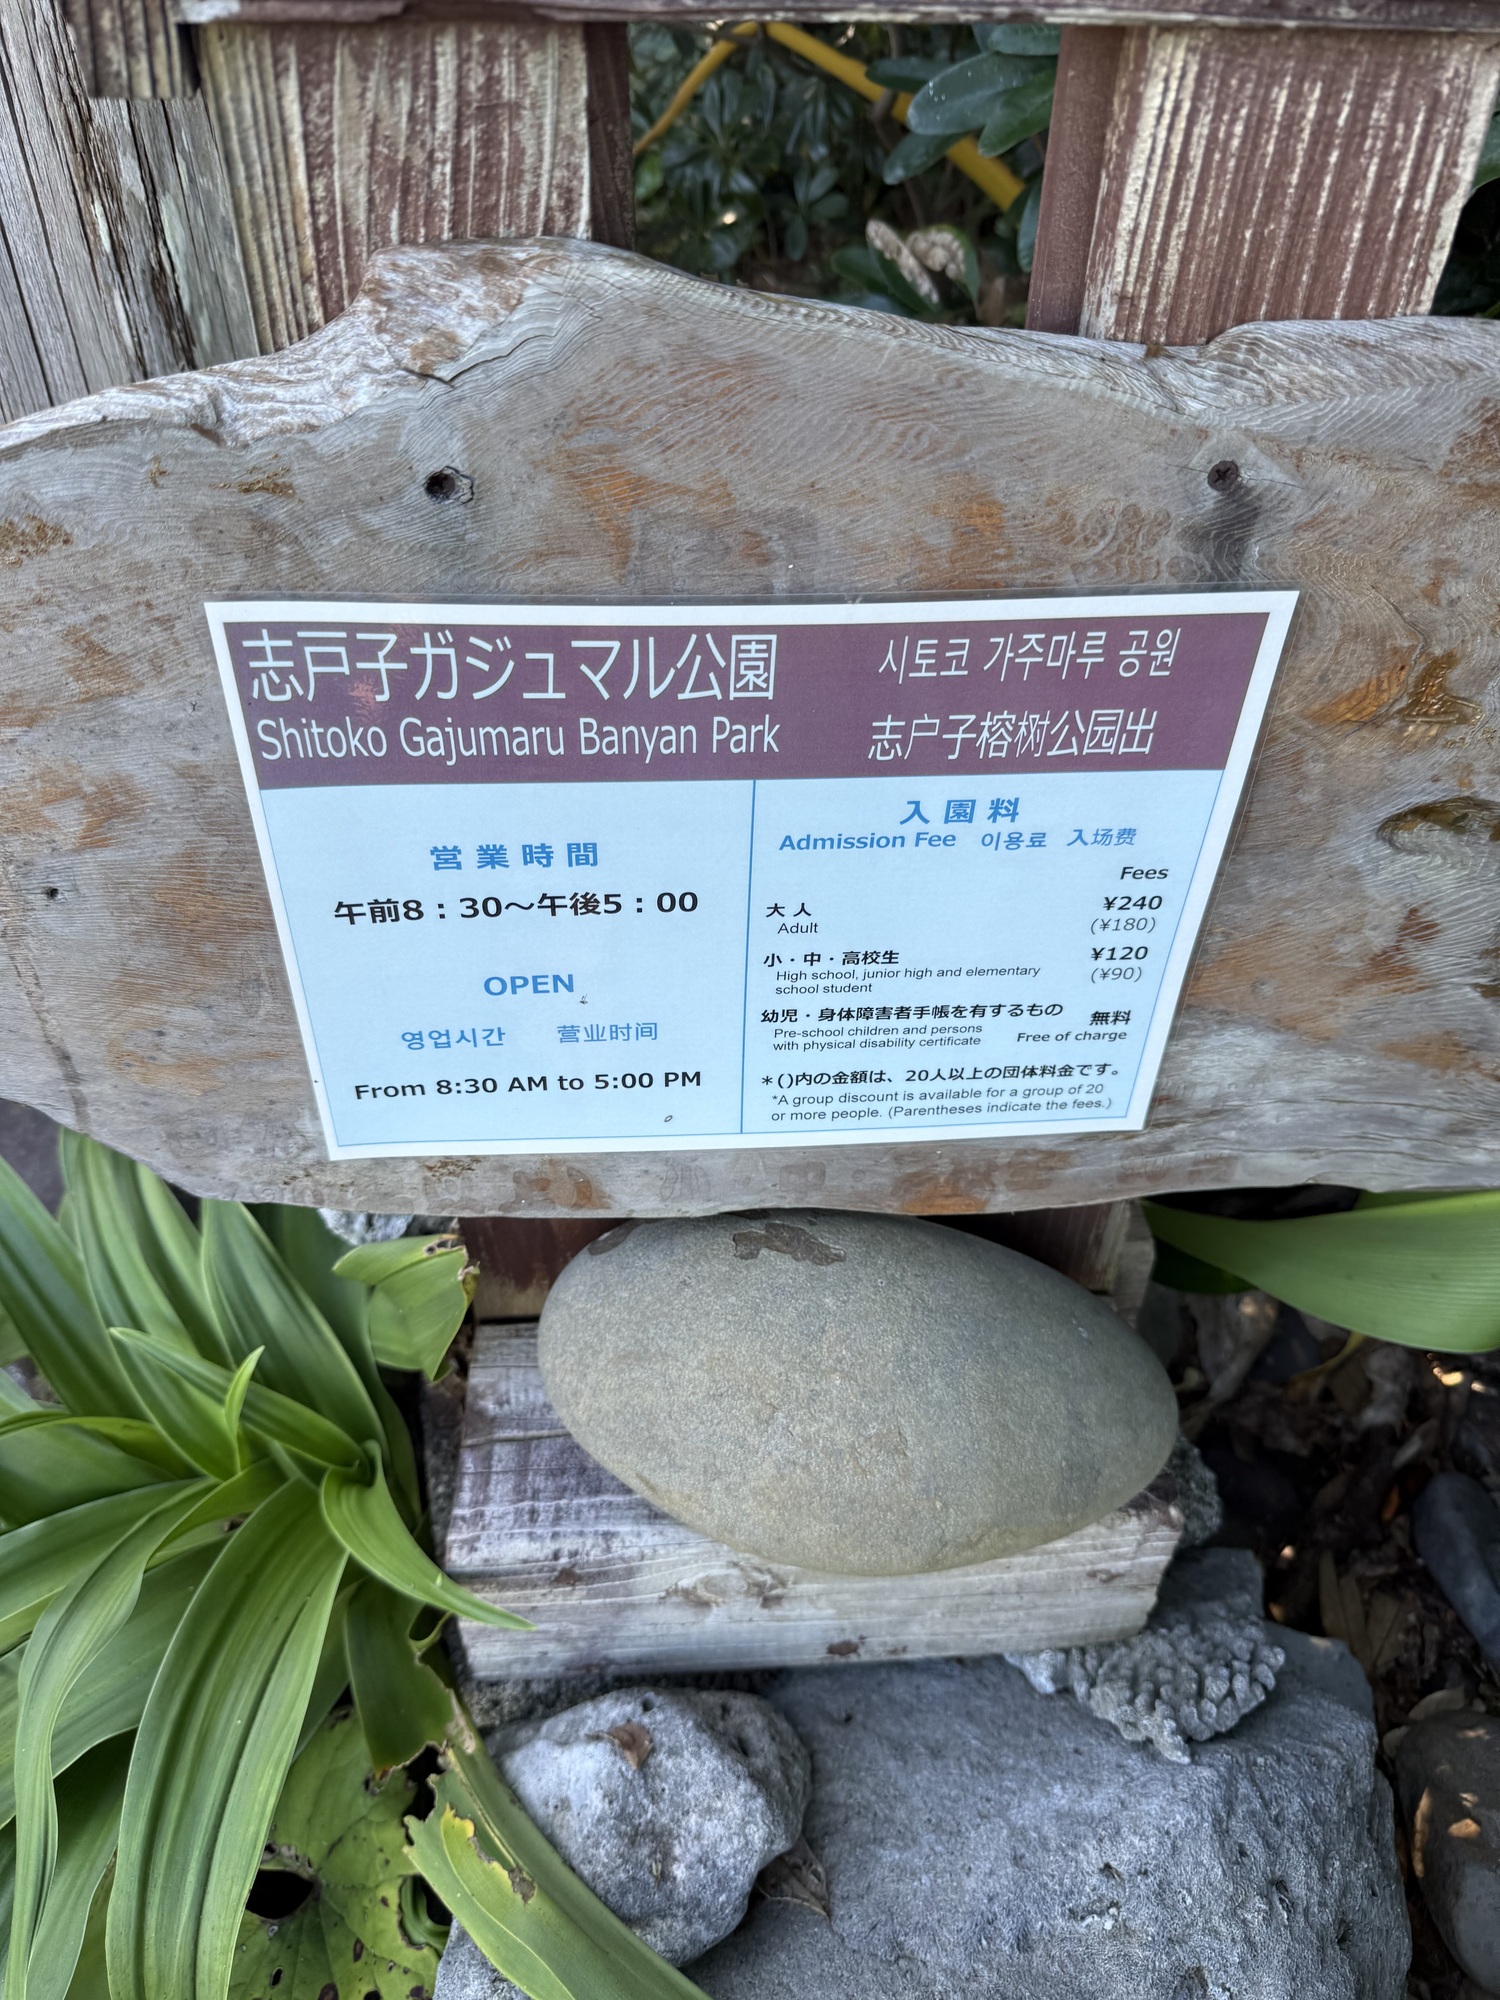 志戸子ガジュマル公園
Shitoko Gajumaru Banyan Park
시토코 가주마루 공원
志户子榕树公园出
営業時間
午前8：30～午後5：00
OPEN
영업시간 营业时间
From 8:30 AM to 5:00 PM
入園料
Admission Fee 이용료 入场费
Fees
大人 ¥240
Adult (¥180)
小・中・高校生 ¥120
High school, junior high and elementary (¥90)
school student
幼児・身体障害者手帳を有するもの 無料
Pre-school children and persons Free of charge
with physical disability certificate
＊()内の金額は、20人以上の団体料金です。
*A group discount is available for a group of 20
or more people. (Parentheses indicate the fees.)